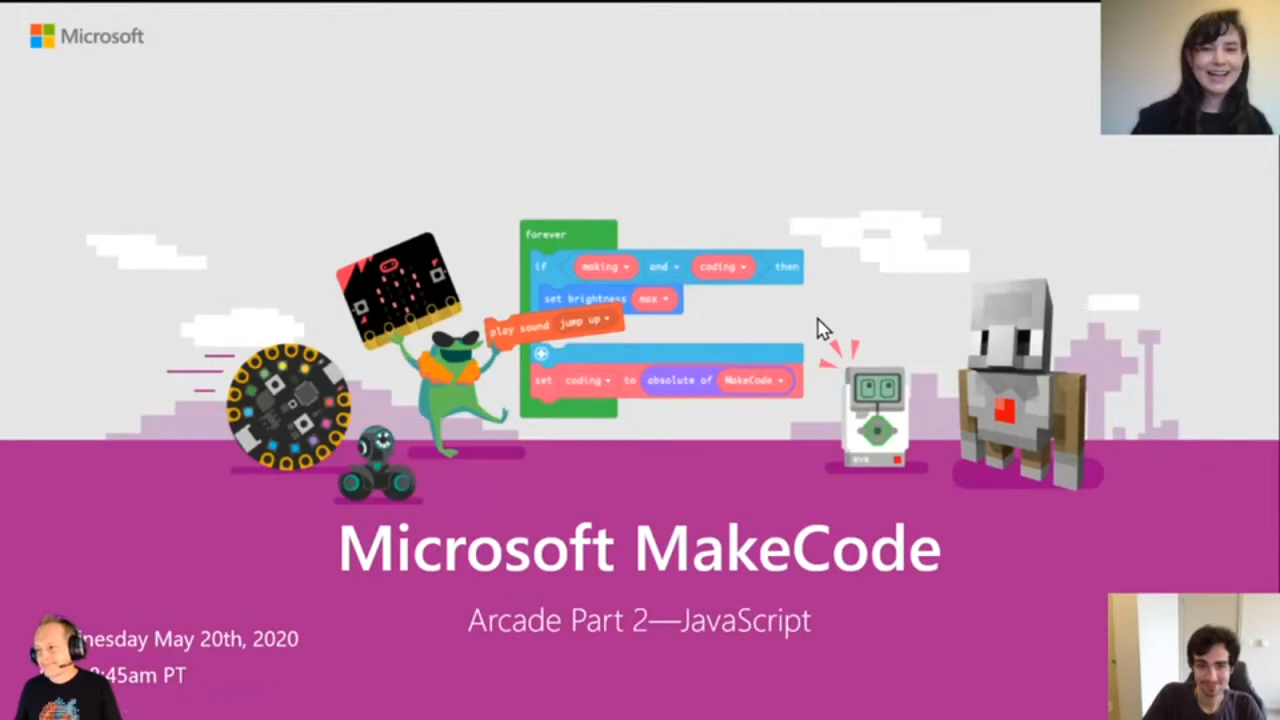 Microsoft
forever
if making and coding then
set brightness max
play sound jump up
set coding to absolute of MakeCode
Microsoft MakeCode
Arcade Part 2—JavaScript
nesday May 20th, 2020
8:45am PT